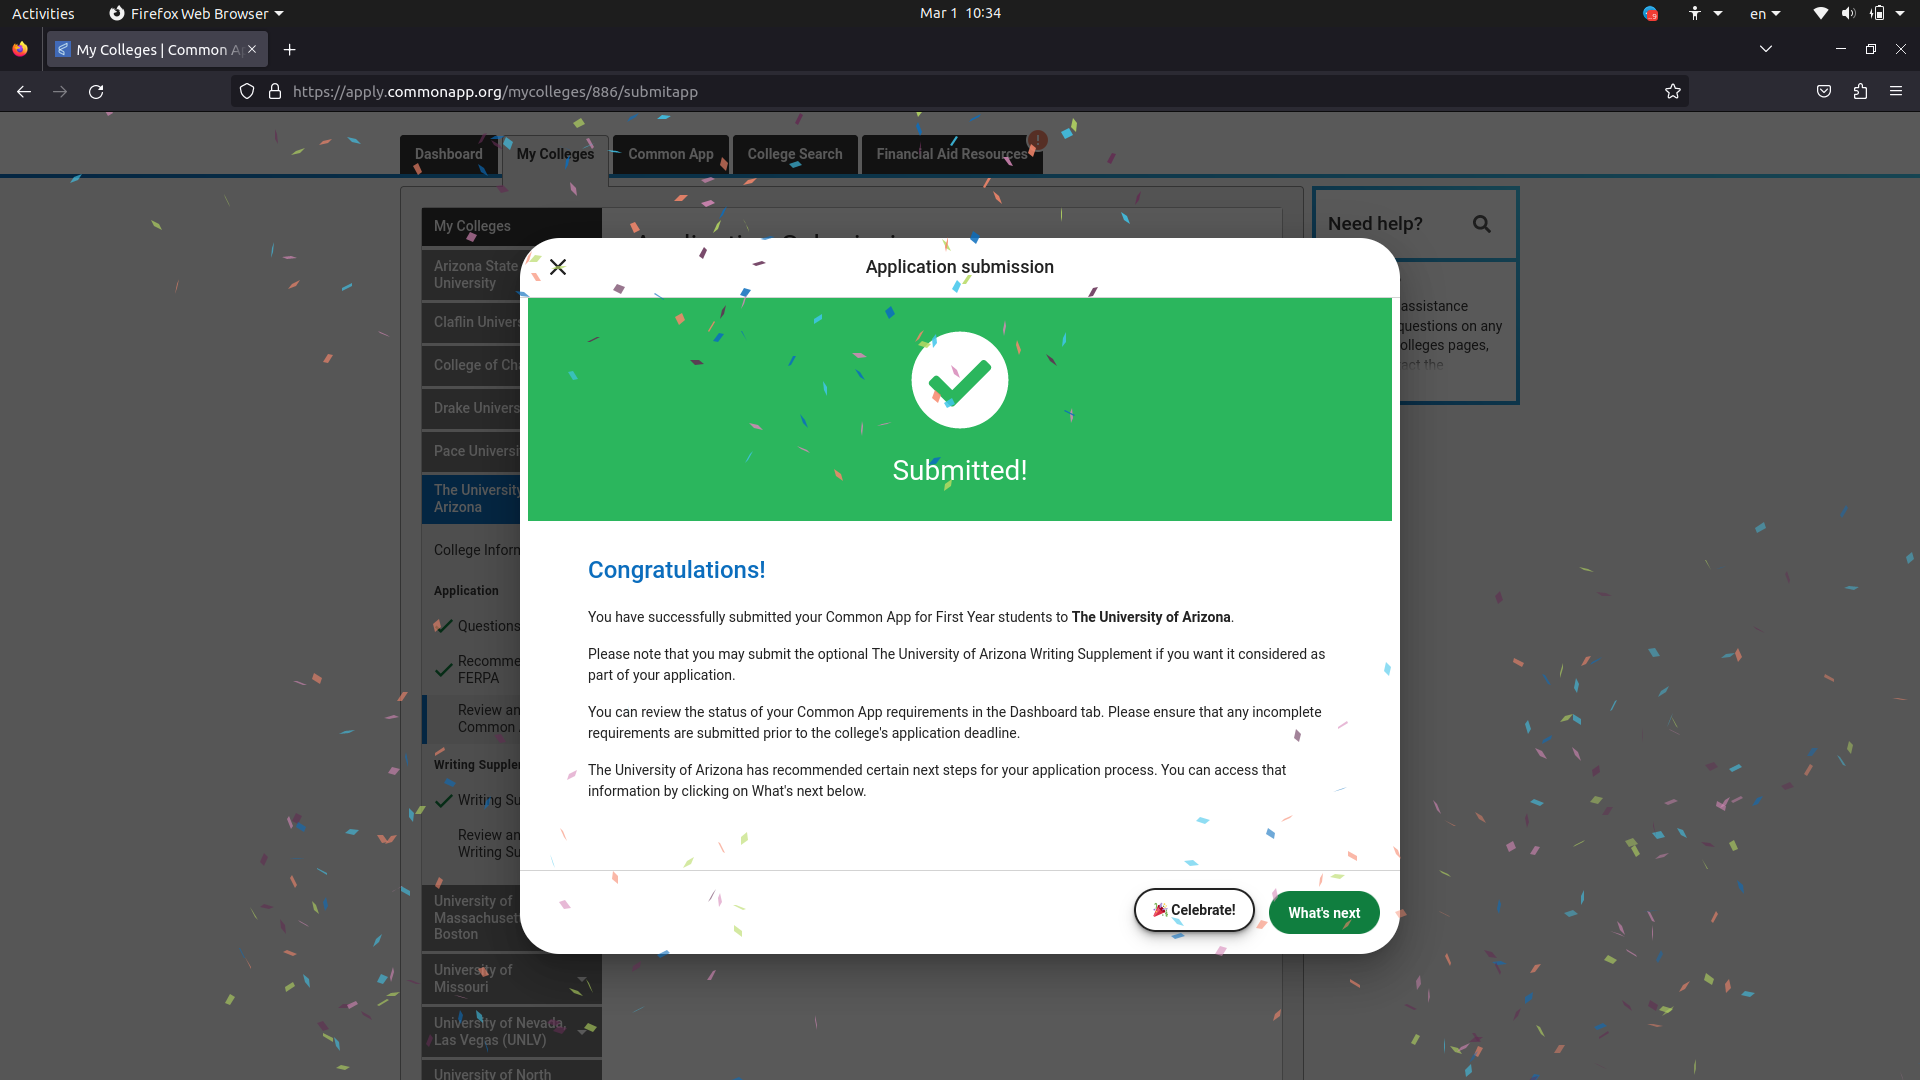 Activities
Firefox Web Browser
Mar 1 10:34
en
My Colleges | Common Ap
https://apply.commonapp.org/mycolleges/886/submitapp
Dashboard
My Colleges
Common App
College Search
Financial Aid Resources
!
My Colleges
Arizona State
University
Claflin Univers
College of Cha
Drake Univers
Pace Universi
The University
Arizona
College Inform
Application
Questions
Recomme
FERPA
Review an
Common
Writing Supplem
Writing Su
Review an
Writing Su
University of
Massachusett
Boston
University of
Missouri
University of Nevada,
Las Vegas (UNLV)
University of North
Need help?
assistance
questions on any
olleges pages,
act the
Application submission
Submitted!
Congratulations!
You have successfully submitted your Common App for First Year students to The University of Arizona.
Please note that you may submit the optional The University of Arizona Writing Supplement if you want it considered as
part of your application.
You can review the status of your Common App requirements in the Dashboard tab. Please ensure that any incomplete
requirements are submitted prior to the college's application deadline.
The University of Arizona has recommended certain next steps for your application process. You can access that
information by clicking on What's next below.
Celebrate!
What's next